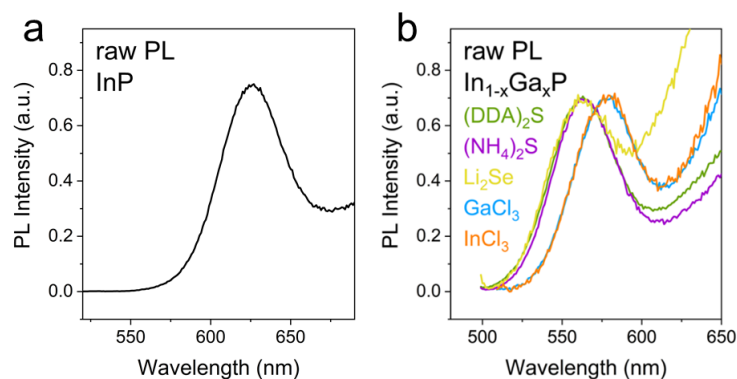 a
raw PL
InP
PL Intensity (a.u.)
0.8
0.6
0.4
0.2
0.0
550
600
650
Wavelength (nm)
b
raw PL
In₁₋ₓGaₓP
(DDA)₂S
(NH₄)₂S
Li₂Se
GaCl₃
InCl₃
PL Intensity (a.u.)
0.8
0.6
0.4
0.2
0.0
500
550
600
650
Wavelength (nm)